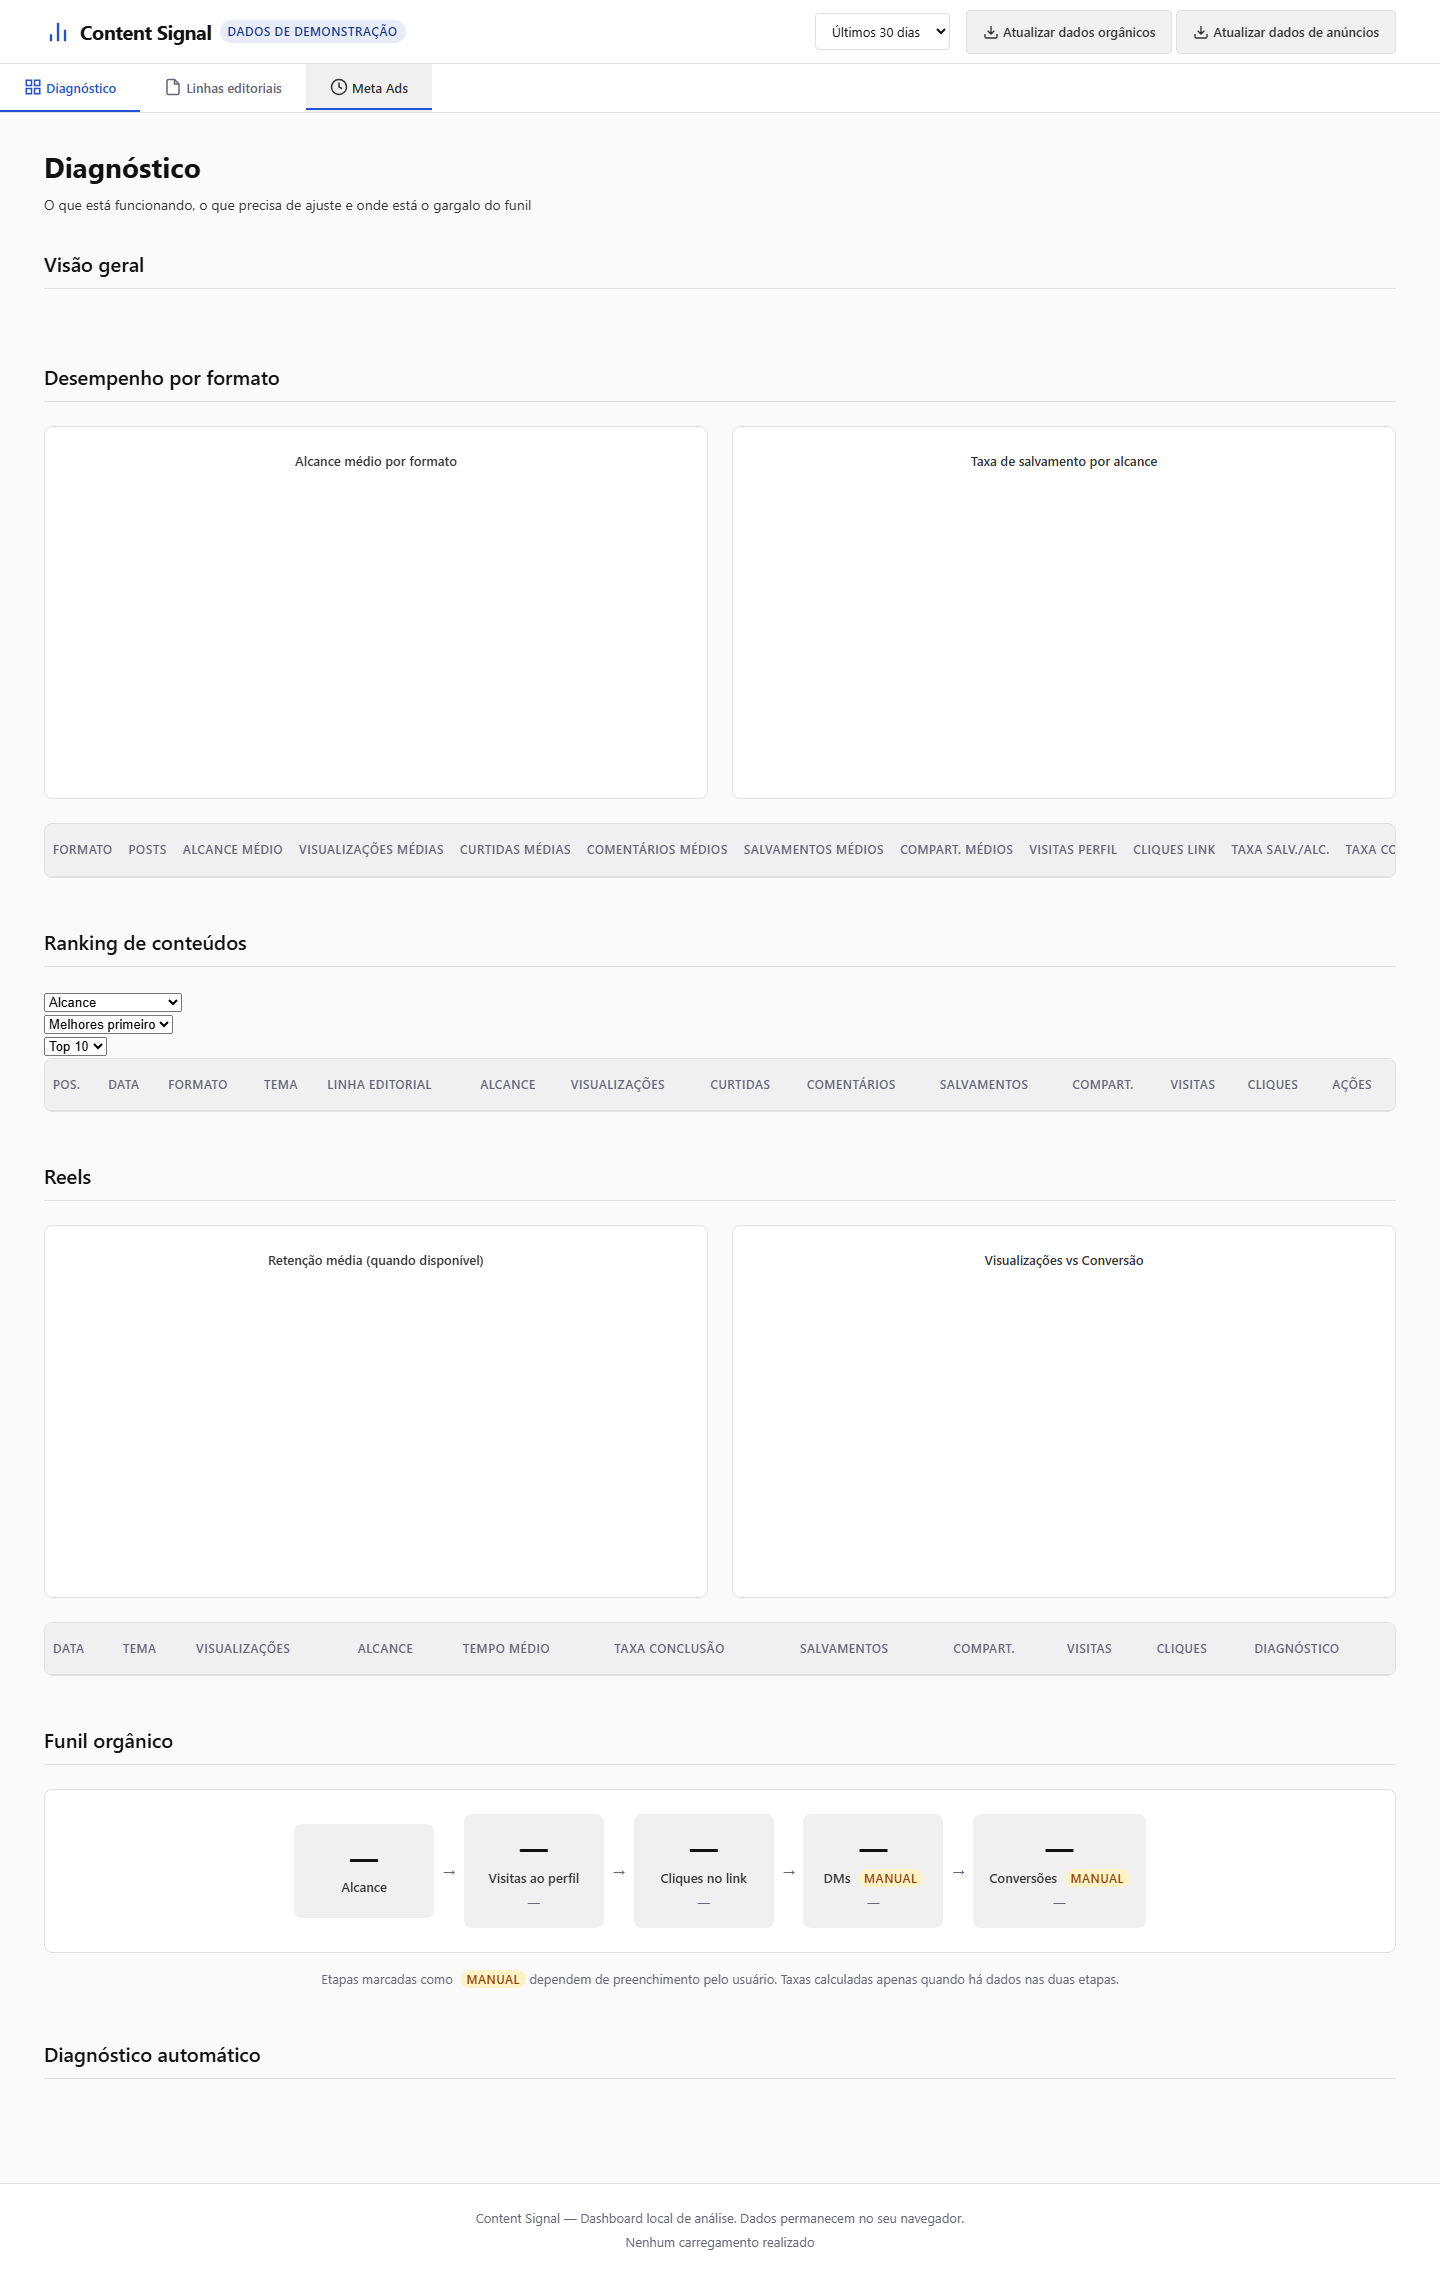 Content Signal DADOS DE DEMONSTRAÇÃO Últimos 30 dias Atualizar dados orgânicos Atualizar dados de anúncios
Diagnóstico Linhas editoriais Meta Ads
Diagnóstico
O que está funcionando, o que precisa de ajuste e onde está o gargalo do funil
Visão geral
Desempenho por formato
Alcance médio por formato Taxa de salvamento por alcance
FORMATO POSTS ALCANCE MÉDIO VISUALIZAÇÕES MÉDIAS CURTIDAS MÉDIAS COMENTÁRIOS MÉDIOS SALVAMENTOS MÉDIOS COMPART. MÉDIOS VISITAS PERFIL CLIQUES LINK TAXA SALV./ALC. TAXA CO
Ranking de conteúdos
Alcance
Melhores primeiro
Top 10
POS. DATA FORMATO TEMA LINHA EDITORIAL ALCANCE VISUALIZAÇÕES CURTIDAS COMENTÁRIOS SALVAMENTOS COMPART. VISITAS CLIQUES AÇÕES
Reels
Retenção média (quando disponível) Visualizações vs Conversão
DATA TEMA VISUALIZAÇÕES ALCANCE TEMPO MÉDIO TAXA CONCLUSÃO SALVAMENTOS COMPART. VISITAS CLIQUES DIAGNÓSTICO
Funil orgânico
— → — → — → — → —
Alcance Visitas ao perfil Cliques no link DMs MANUAL Conversões MANUAL
— — — —
Etapas marcadas como MANUAL dependem de preenchimento pelo usuário. Taxas calculadas apenas quando há dados nas duas etapas.
Diagnóstico automático
Content Signal — Dashboard local de análise. Dados permanecem no seu navegador.
Nenhum carregamento realizado